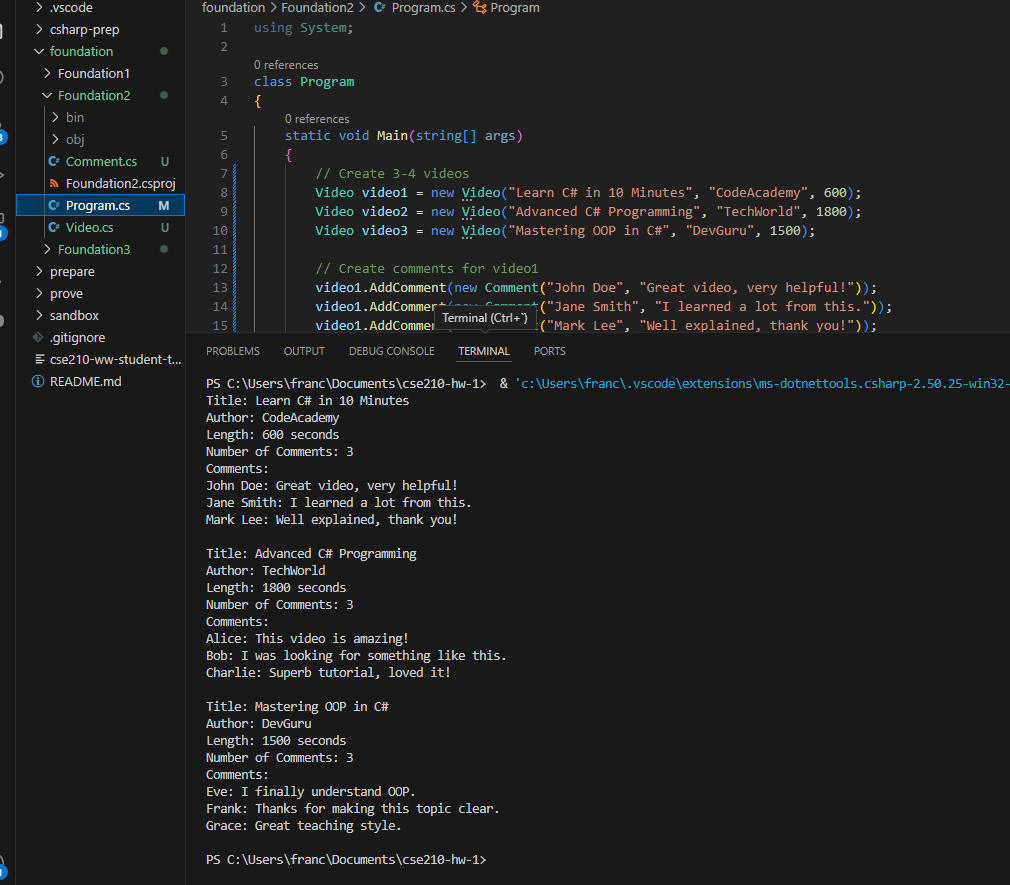 .vscode
csharp-prep
foundation
Foundation1
Foundation2
bin
obj
Comment.cs U
Foundation2.csproj
Program.cs M
Video.cs U
Foundation3
prepare
prove
sandbox
.gitignore
cse210-ww-student-t...
README.md
foundation > Foundation2 > Program.cs > Program
1 using System;
2
0 references
3 class Program
4 {
0 references
5 static void Main(string[] args)
6 {
7 // Create 3-4 videos
8 Video video1 = new Video("Learn C# in 10 Minutes", "CodeAcademy", 600);
9 Video video2 = new Video("Advanced C# Programming", "TechWorld", 1800);
10 Video video3 = new Video("Mastering OOP in C#", "DevGuru", 1500);
11
12 // Create comments for video1
13 video1.AddComment(new Comment("John Doe", "Great video, very helpful!"));
14 video1.AddComment(new Comment("Jane Smith", "I learned a lot from this."));
15 video1.AddCommen ("Mark Lee", "Well explained, thank you!"));
Terminal (Ctrl+`)
PROBLEMS OUTPUT DEBUG CONSOLE TERMINAL PORTS
PS C:\Users\franc\Documents\cse210-hw-1> & 'c:\Users\franc\.vscode\extensions\ms-dotnettools.csharp-2.50.25-win32-
Title: Learn C# in 10 Minutes
Author: CodeAcademy
Length: 600 seconds
Number of Comments: 3
Comments:
John Doe: Great video, very helpful!
Jane Smith: I learned a lot from this.
Mark Lee: Well explained, thank you!
Title: Advanced C# Programming
Author: TechWorld
Length: 1800 seconds
Number of Comments: 3
Comments:
Alice: This video is amazing!
Bob: I was looking for something like this.
Charlie: Superb tutorial, loved it!
Title: Mastering OOP in C#
Author: DevGuru
Length: 1500 seconds
Number of Comments: 3
Comments:
Eve: I finally understand OOP.
Frank: Thanks for making this topic clear.
Grace: Great teaching style.
PS C:\Users\franc\Documents\cse210-hw-1>